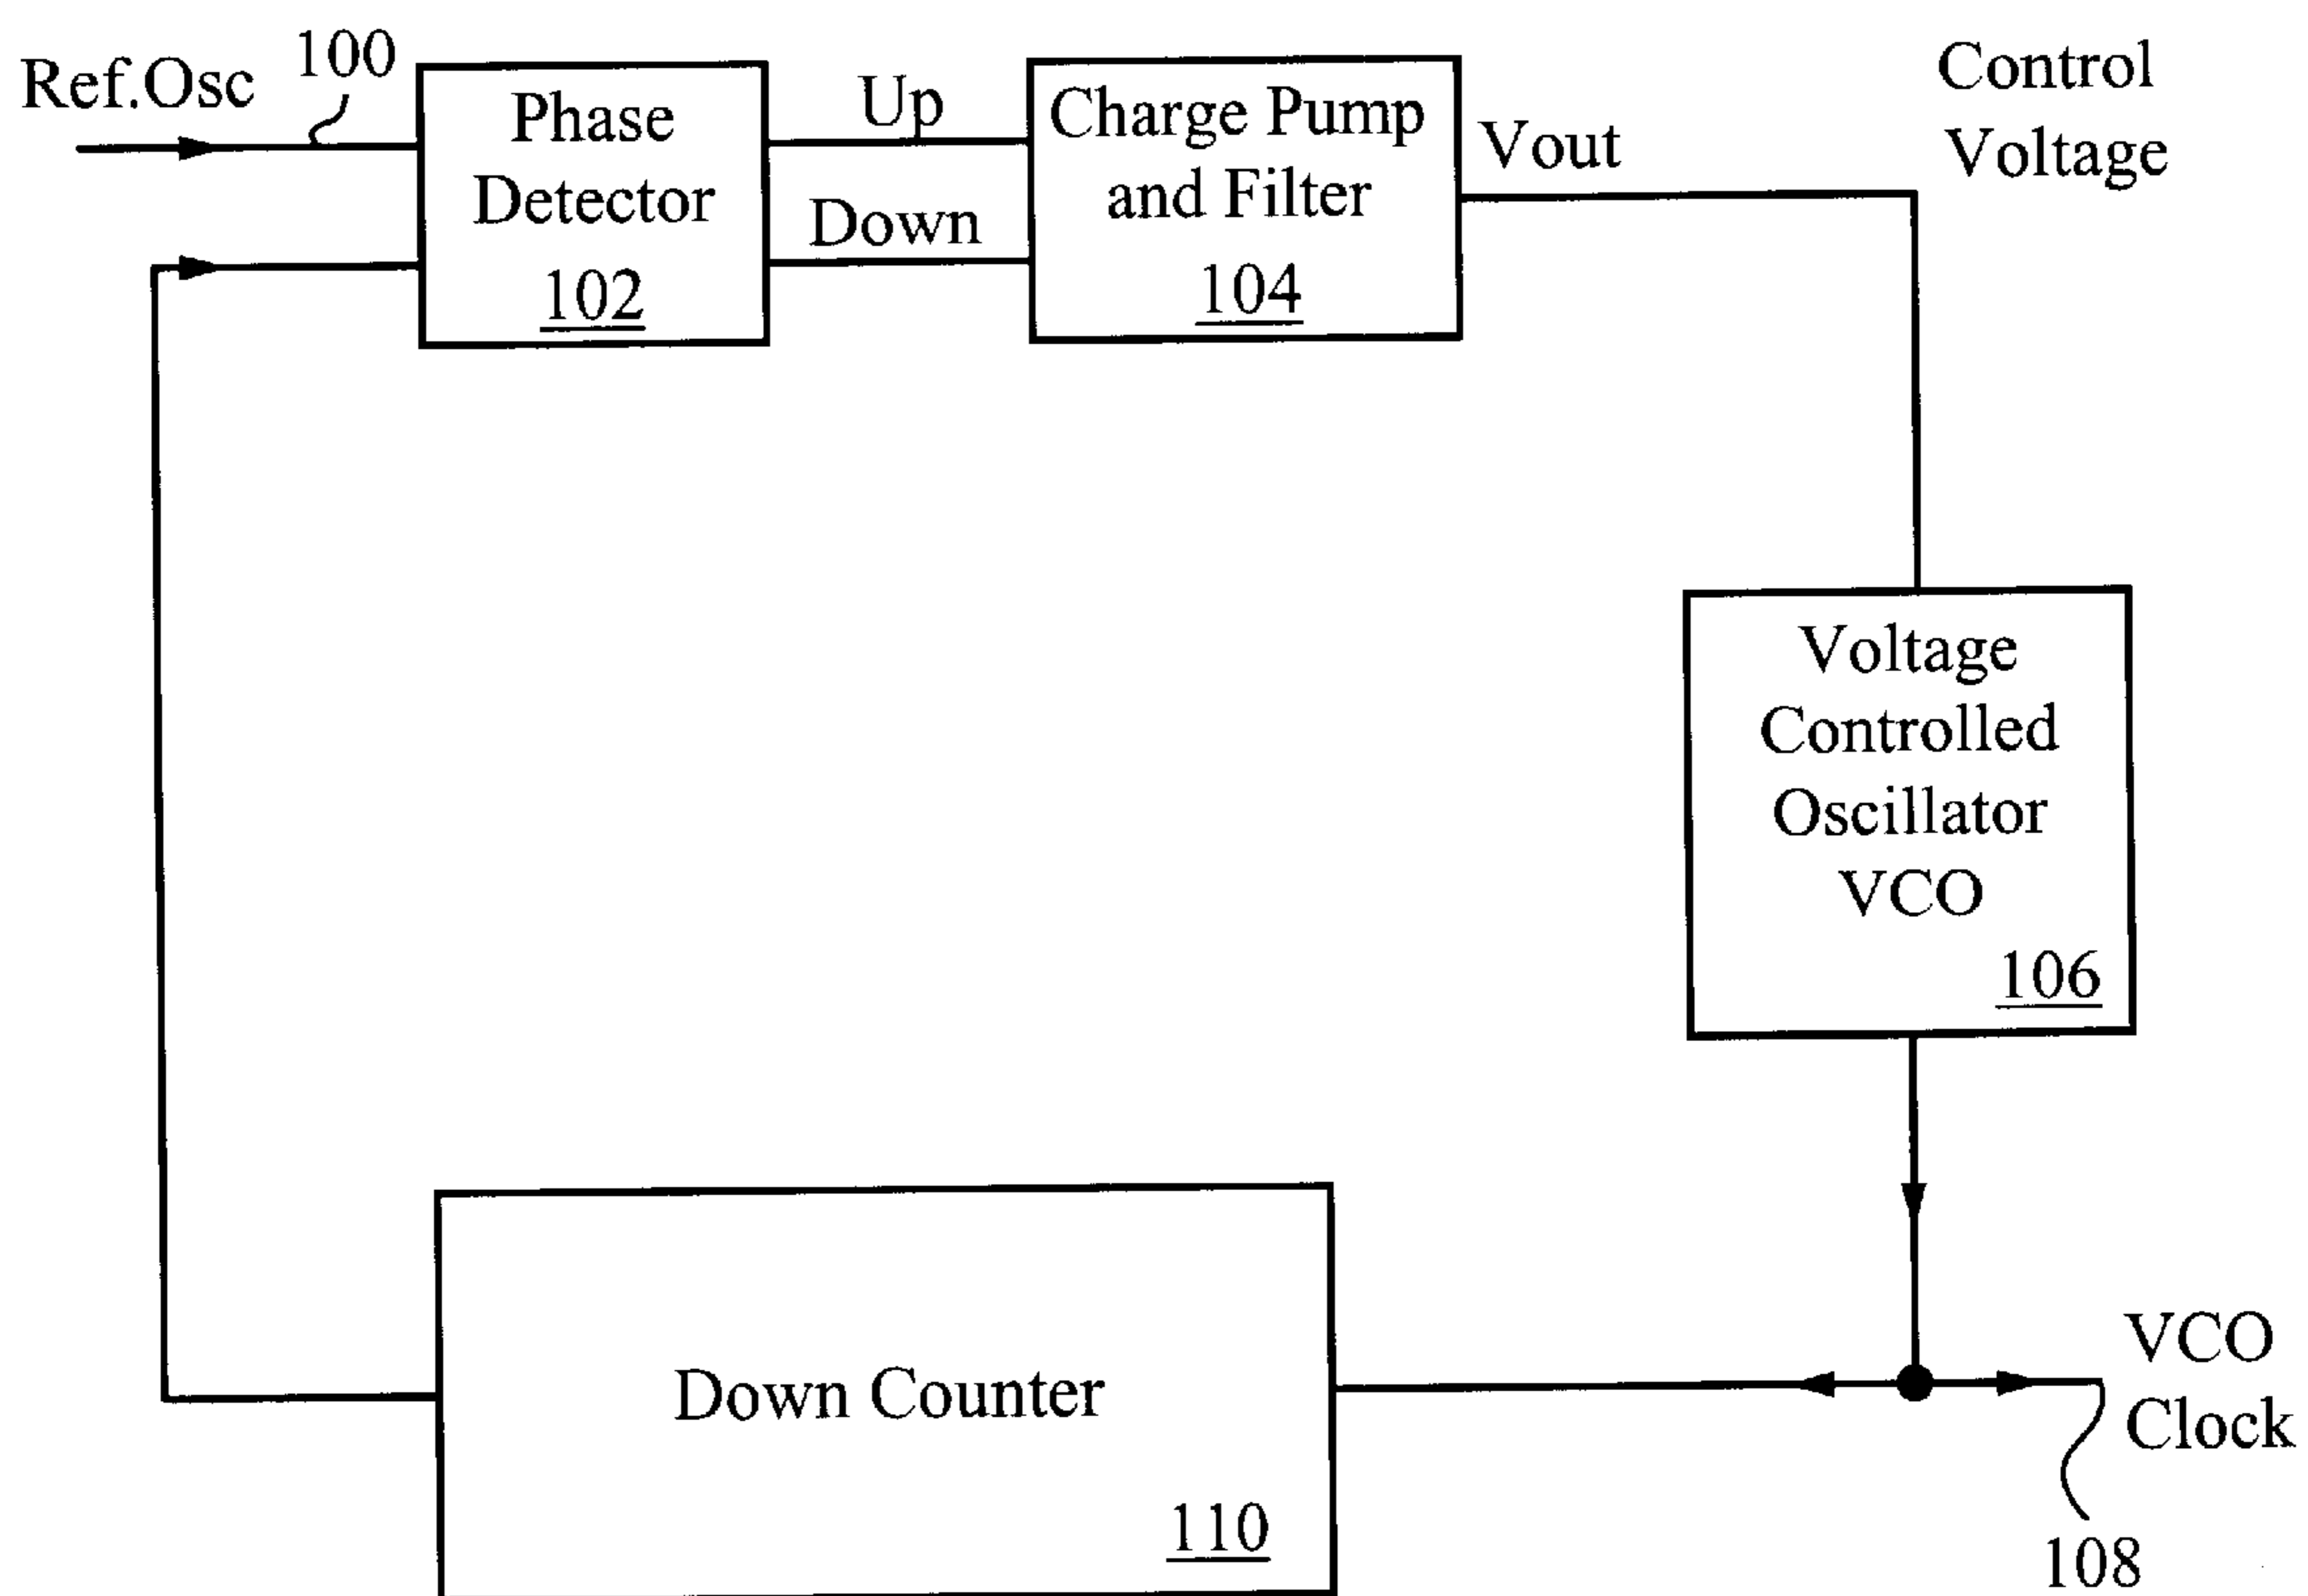 Ref.Osc
100
Phase
Detector
102
Up
Down
Charge Pump
and Filter
104
Vout
Control
Voltage
Voltage
Controlled
Oscillator
VCO
106
Down Counter
110
VCO
Clock
108